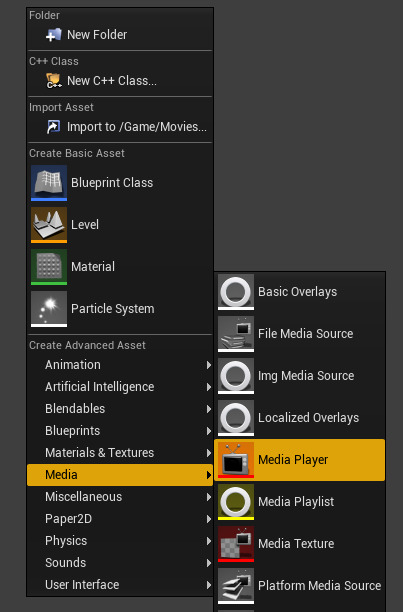 Folder
New Folder
C++ Class
New C++ Class...
Import Asset
Import to /Game/Movies...
Create Basic Asset
Blueprint Class
Level
Material
Particle System
Create Advanced Asset
Animation
Artificial Intelligence
Blendables
Blueprints
Materials & Textures
Media
Miscellaneous
Paper2D
Physics
Sounds
User Interface
Basic Overlays
File Media Source
Img Media Source
Localized Overlays
Media Player
Media Playlist
Media Texture
Platform Media Source